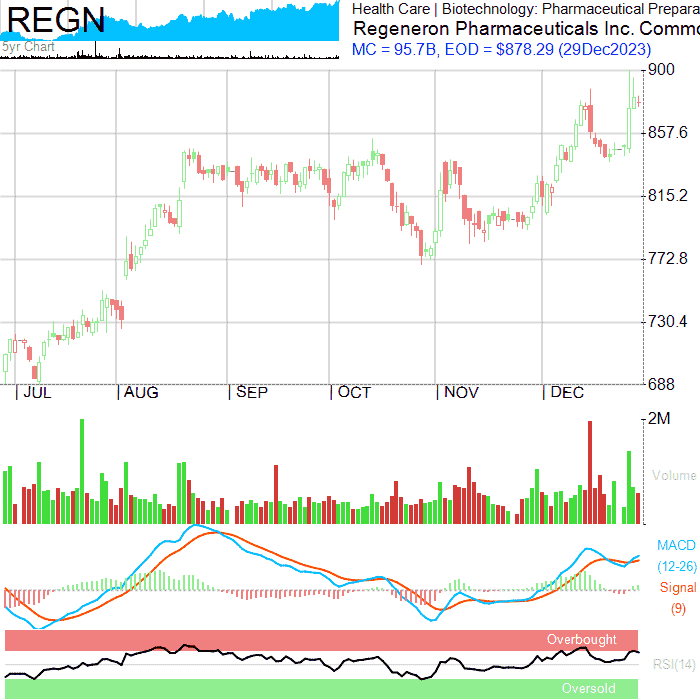 REGN
5yr Chart
Health Care | Biotechnology: Pharmaceutical Prepara
Regeneron Pharmaceuticals Inc. Commo
MC = 95.7B, EOD = $878.29 (29Dec2023)
900
857.6
815.2
772.8
730.4
688
| JUL | AUG | SEP | OCT | NOV | DEC
2M
Volume
MACD
(12-26)
Signal
(9)
Overbought
RSI(14)
Oversold